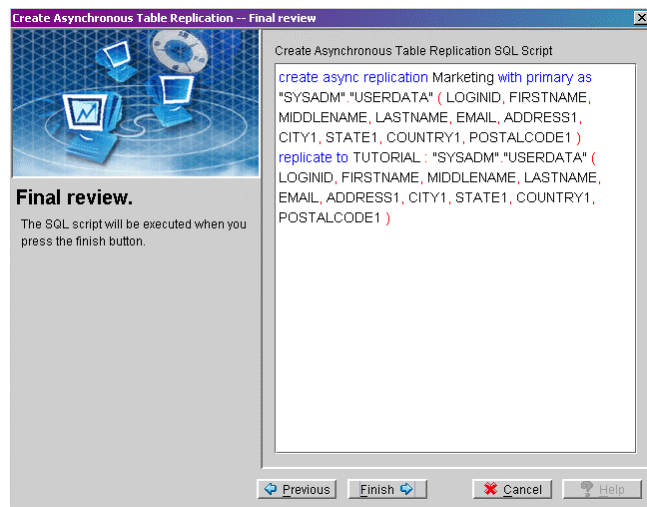 Create Asynchronous Table Replication -- Final review
Final review.
The SQL script will be executed when you
press the finish button.
Create Asynchronous Table Replication SQL Script
create async replication Marketing with primary as
"SYSADM"."USERDATA" ( LOGINID, FIRSTNAME,
MIDDLENAME, LASTNAME, EMAIL, ADDRESS1,
CITY1, STATE1, COUNTRY1, POSTALCODE1 )
replicate to TUTORIAL : "SYSADM"."USERDATA" (
LOGINID, FIRSTNAME, MIDDLENAME, LASTNAME,
EMAIL, ADDRESS1, CITY1, STATE1, COUNTRY1,
POSTALCODE1 )
Previous Finish Cancel Help